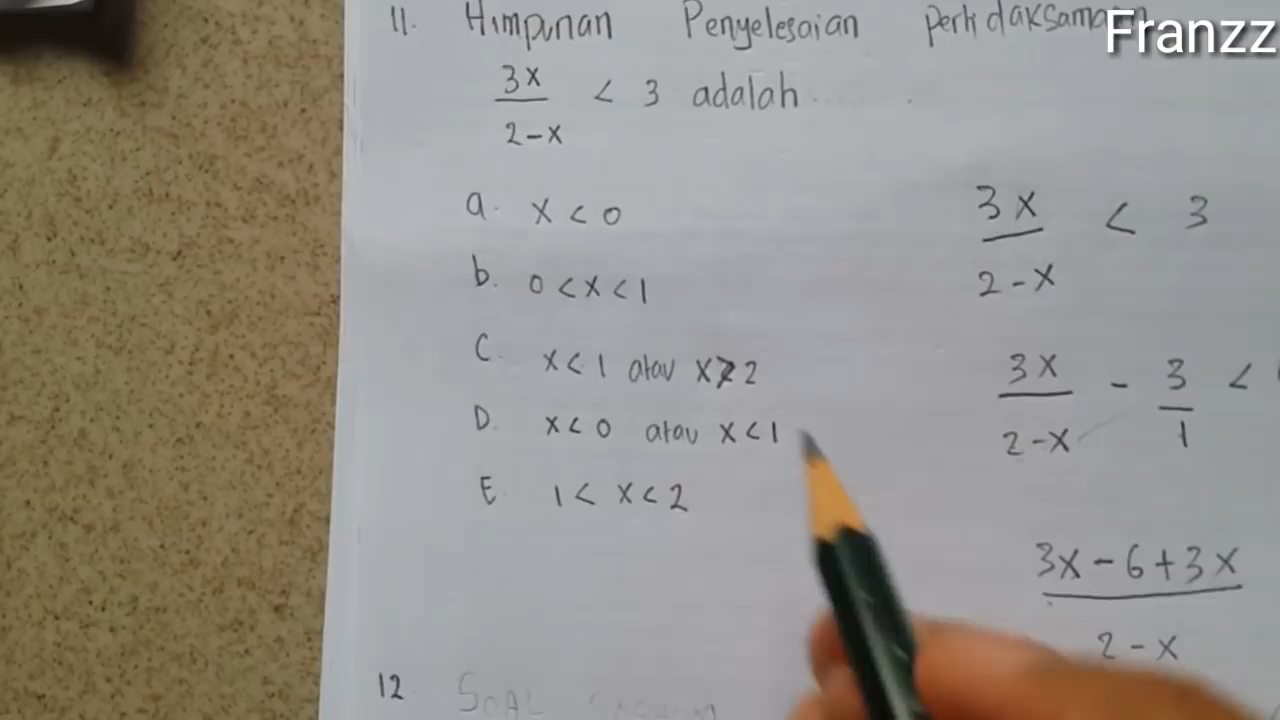 11. Himpunan Penyelesaian pertidaksamaan
Franzz
3x
2-x
< 3 adalah ....
a. x < 0
b. 0 < x < 1
C. x < 1 atau x > 2
D. x < 0 atau x < 1
E. 1 < x < 2
12 SOAL
3x
2-x
< 3
3x
2-x
- 3
1
<
3x - 6 + 3x
2 - x